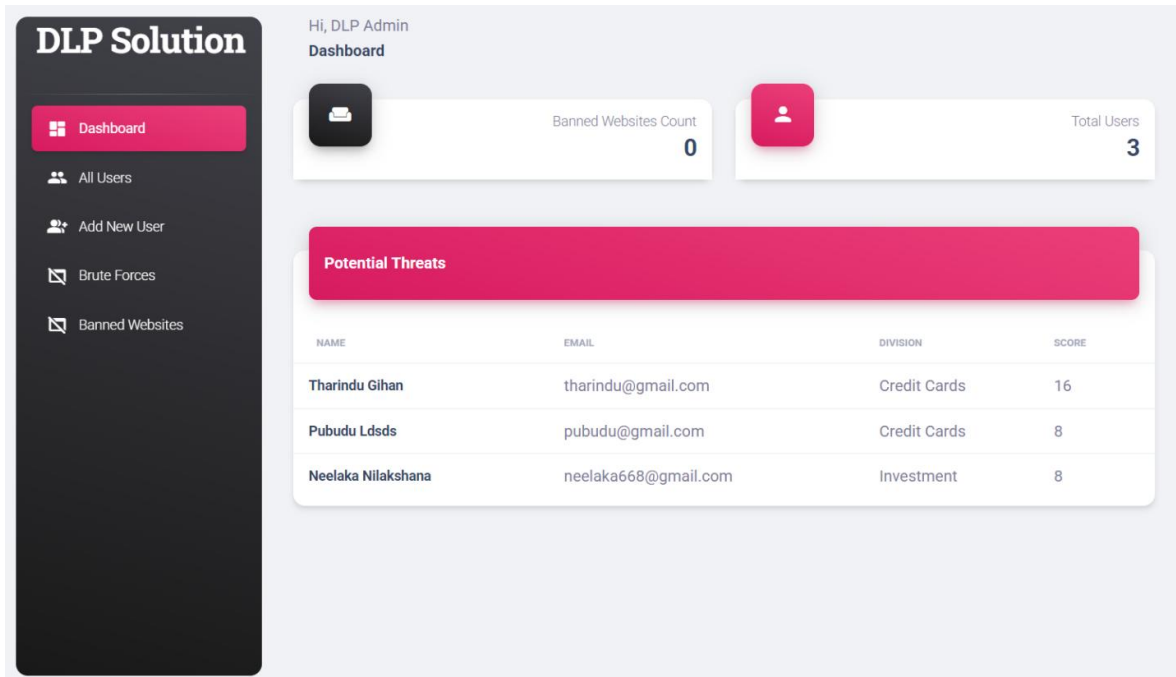 DLP Solution
Dashboard
All Users
Add New User
Brute Forces
Banned Websites
Hi, DLP Admin
Dashboard
Banned Websites Count
0
Total Users
3
Potential Threats
NAME EMAIL DIVISION SCORE
Tharindu Gihan tharindu@gmail.com Credit Cards 16
Pubudu Ldsds pubudu@gmail.com Credit Cards 8
Neelaka Nilakshana neelaka668@gmail.com Investment 8